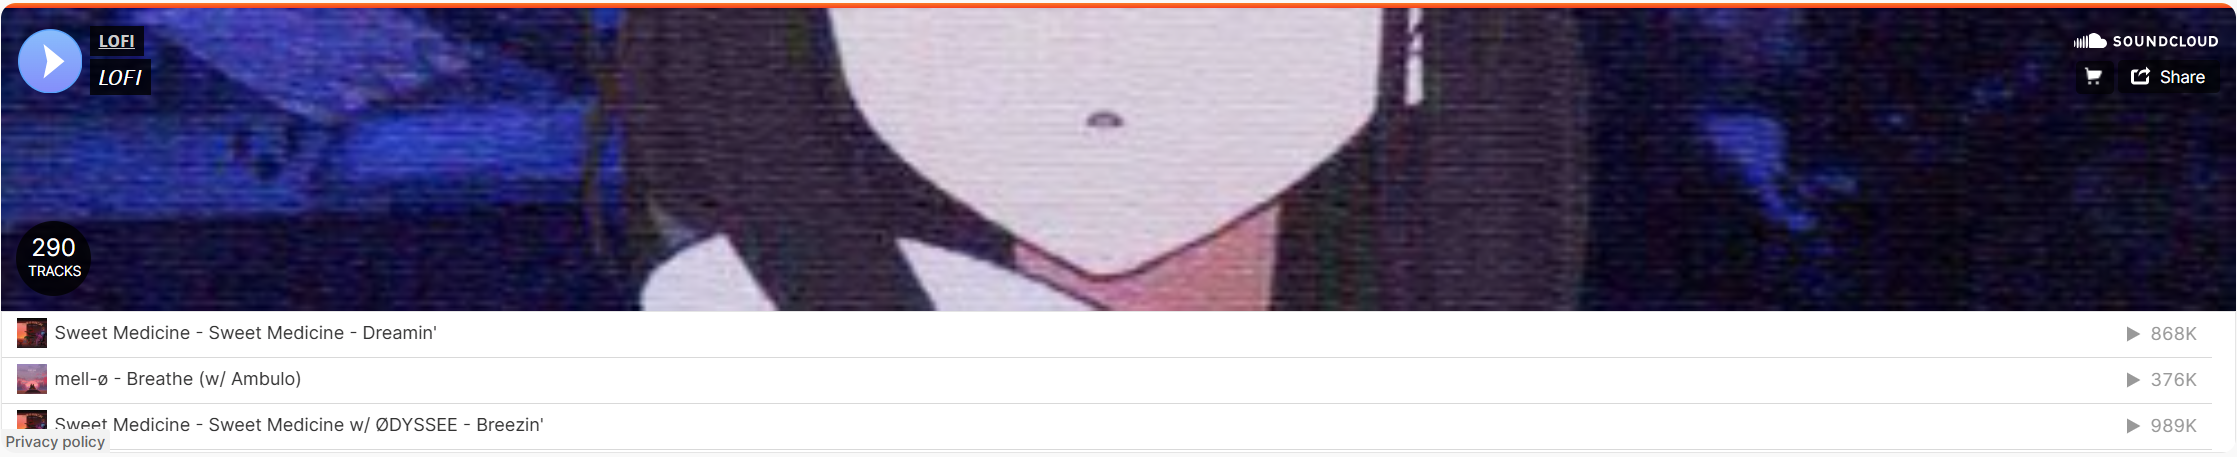 LOFI
LOFI
SOUNDCLOUD
Share
290
TRACKS
Sweet Medicine - Sweet Medicine - Dreamin' 868K
mell-ø - Breathe (w/ Ambulo) 376K
Sweet Medicine - Sweet Medicine w/ ØDYSSEE - Breezin' 989K
Privacy policy